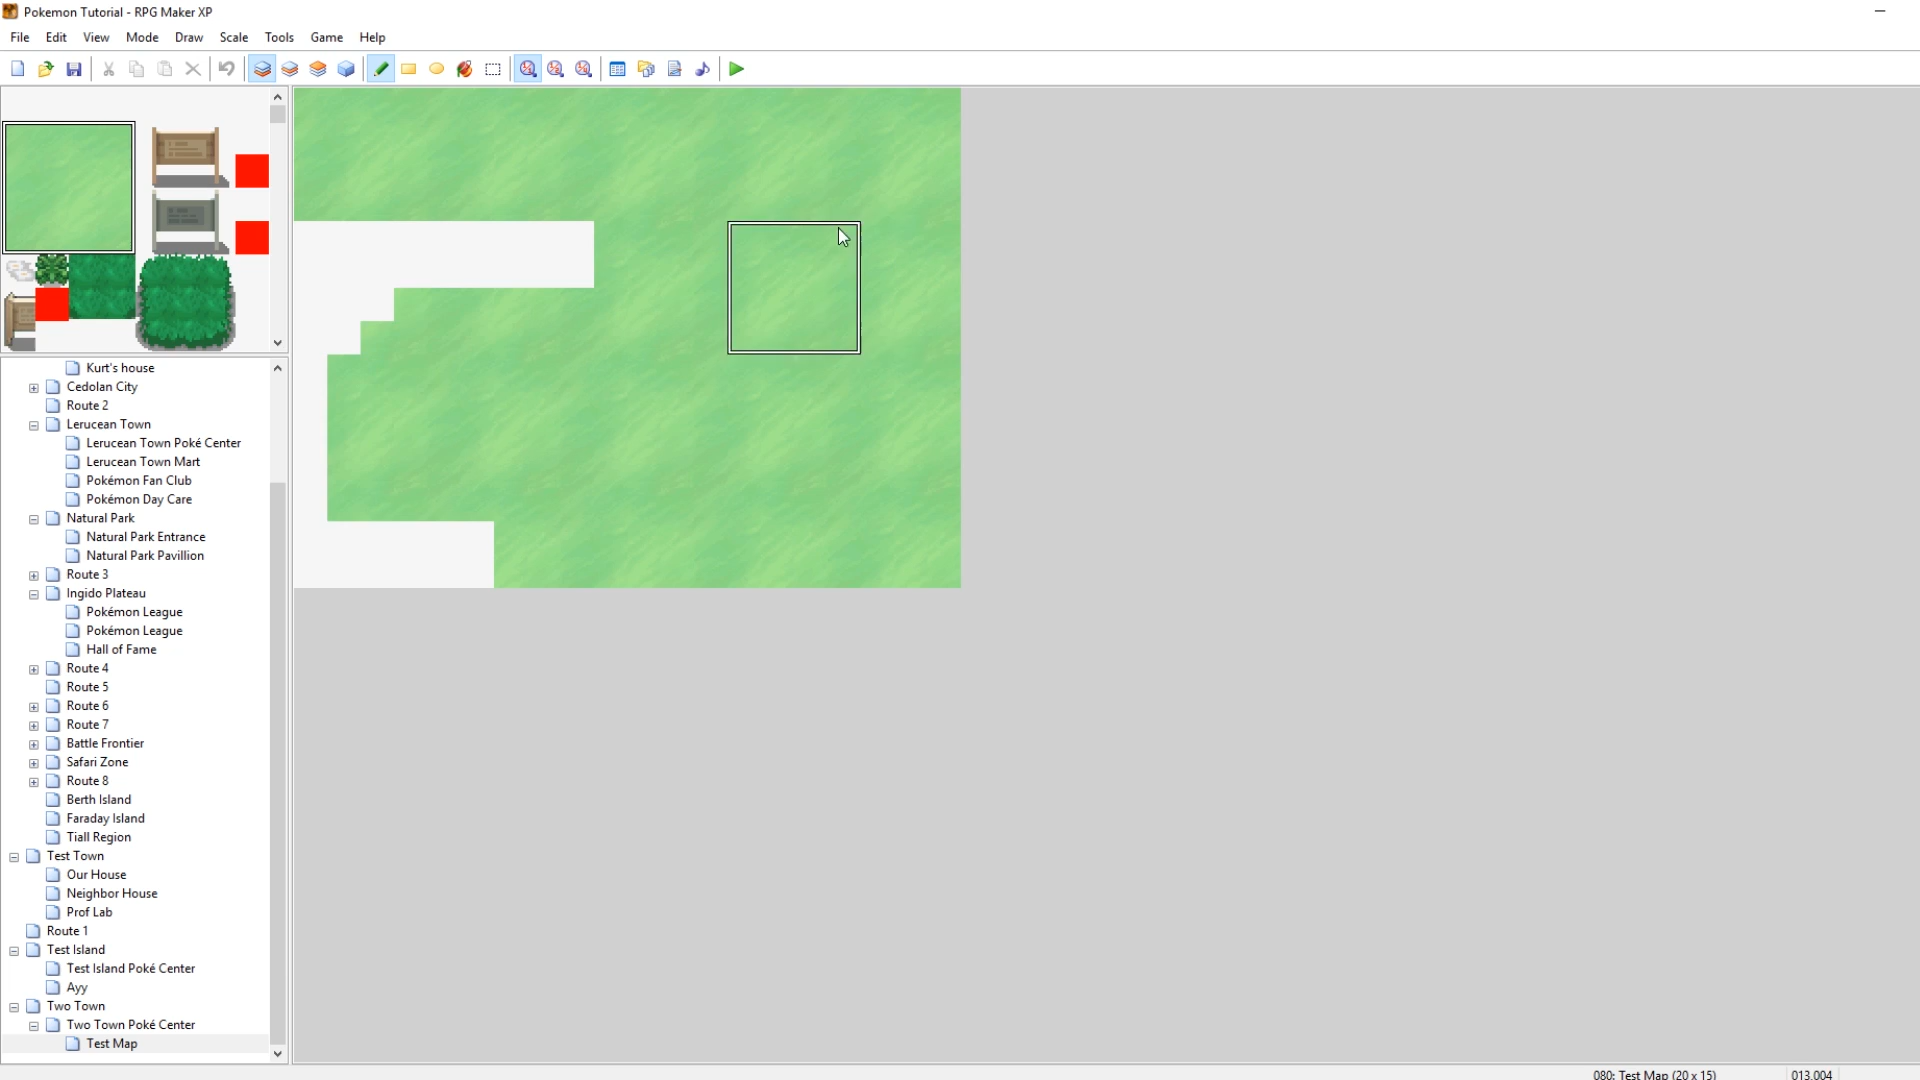 Pokemon Tutorial - RPG Maker XP
File Edit View Mode Draw Scale Tools Game Help
Kurt's house
Cedolan City
Route 2
Lerucean Town
Lerucean Town Poké Center
Lerucean Town Mart
Pokémon Fan Club
Pokémon Day Care
Natural Park
Natural Park Entrance
Natural Park Pavillion
Route 3
Ingido Plateau
Pokémon League
Pokémon League
Hall of Fame
Route 4
Route 5
Route 6
Route 7
Battle Frontier
Safari Zone
Route 8
Berth Island
Faraday Island
Tiall Region
Test Town
Our House
Neighbor House
Prof Lab
Route 1
Test Island
Test Island Poké Center
Ayy
Two Town
Two Town Poké Center
Test Map
080: Test Map (20 x 15) 013,004